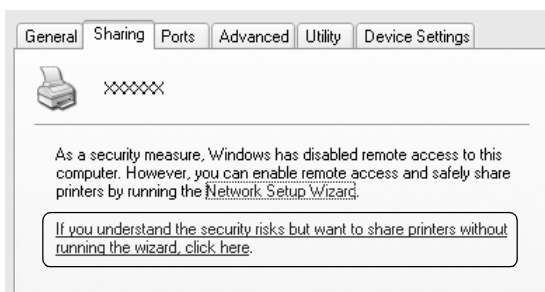 General Sharing Ports Advanced Utility Device Settings
XXXXXX
As a security measure, Windows has disabled remote access to this
computer. However, you can enable remote access and safely share
printers by running the Network Setup Wizard.
If you understand the security risks but want to share printers without
running the wizard, click here.